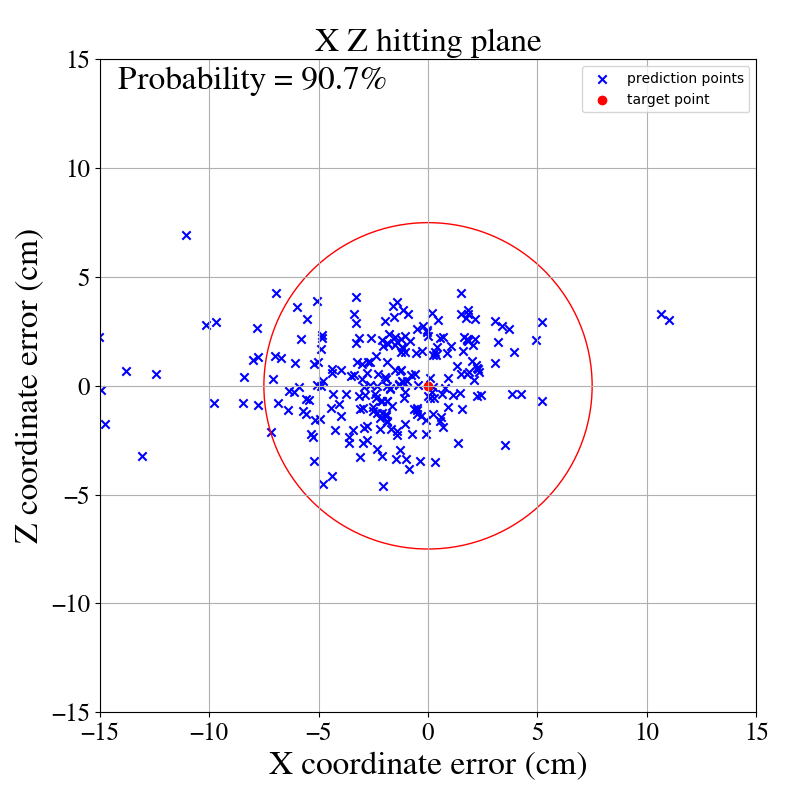 X Z hitting plane
Probability = 90.7%
prediction points
target point
15
10
5
0
−5
−10
−15
Z coordinate error (cm)
−15 −10 −5 0 5 10 15
X coordinate error (cm)